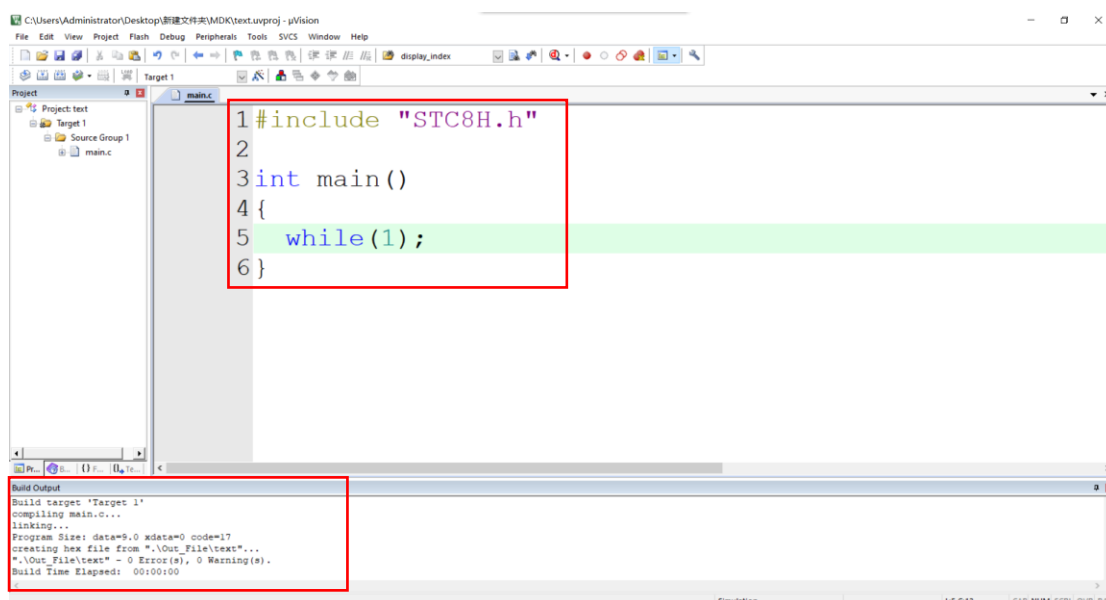 C:\Users\Administrator\Desktop\新建文件夹\MDK\text.uvproj - µVision
File Edit View Project Flash Debug Peripherals Tools SVCS Window Help
display_index
Target 1
Project
main.c
Project: text
Target 1
Source Group 1
main.c
1 #include "STC8H.h"
2
3 int main()
4 {
5 while(1);
6 }
Pr... B... {} F... Te...
Build Output
Build target 'Target 1'
compiling main.c...
linking...
Program Size: data=9.0 xdata=0 code=17
creating hex file from ".\Out_File\text"...
".\Out_File\text" - 0 Error(s), 0 Warning(s).
Build Time Elapsed: 00:00:00